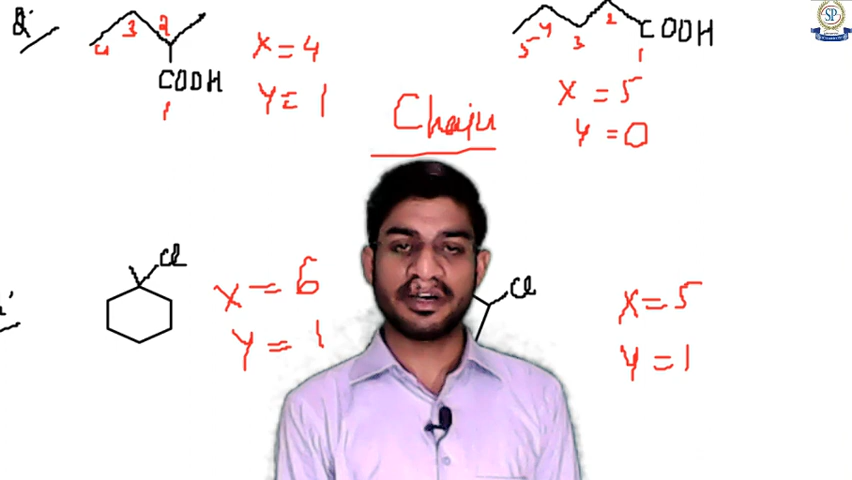 Q.
4 3 2
COOH
1
X = 4
Y = 1
5 4 3 2
COOH
1
X = 5
Y = 0
Chain
Cl
X = 6
Y = 1
Cl
X = 5
Y = 1
SP